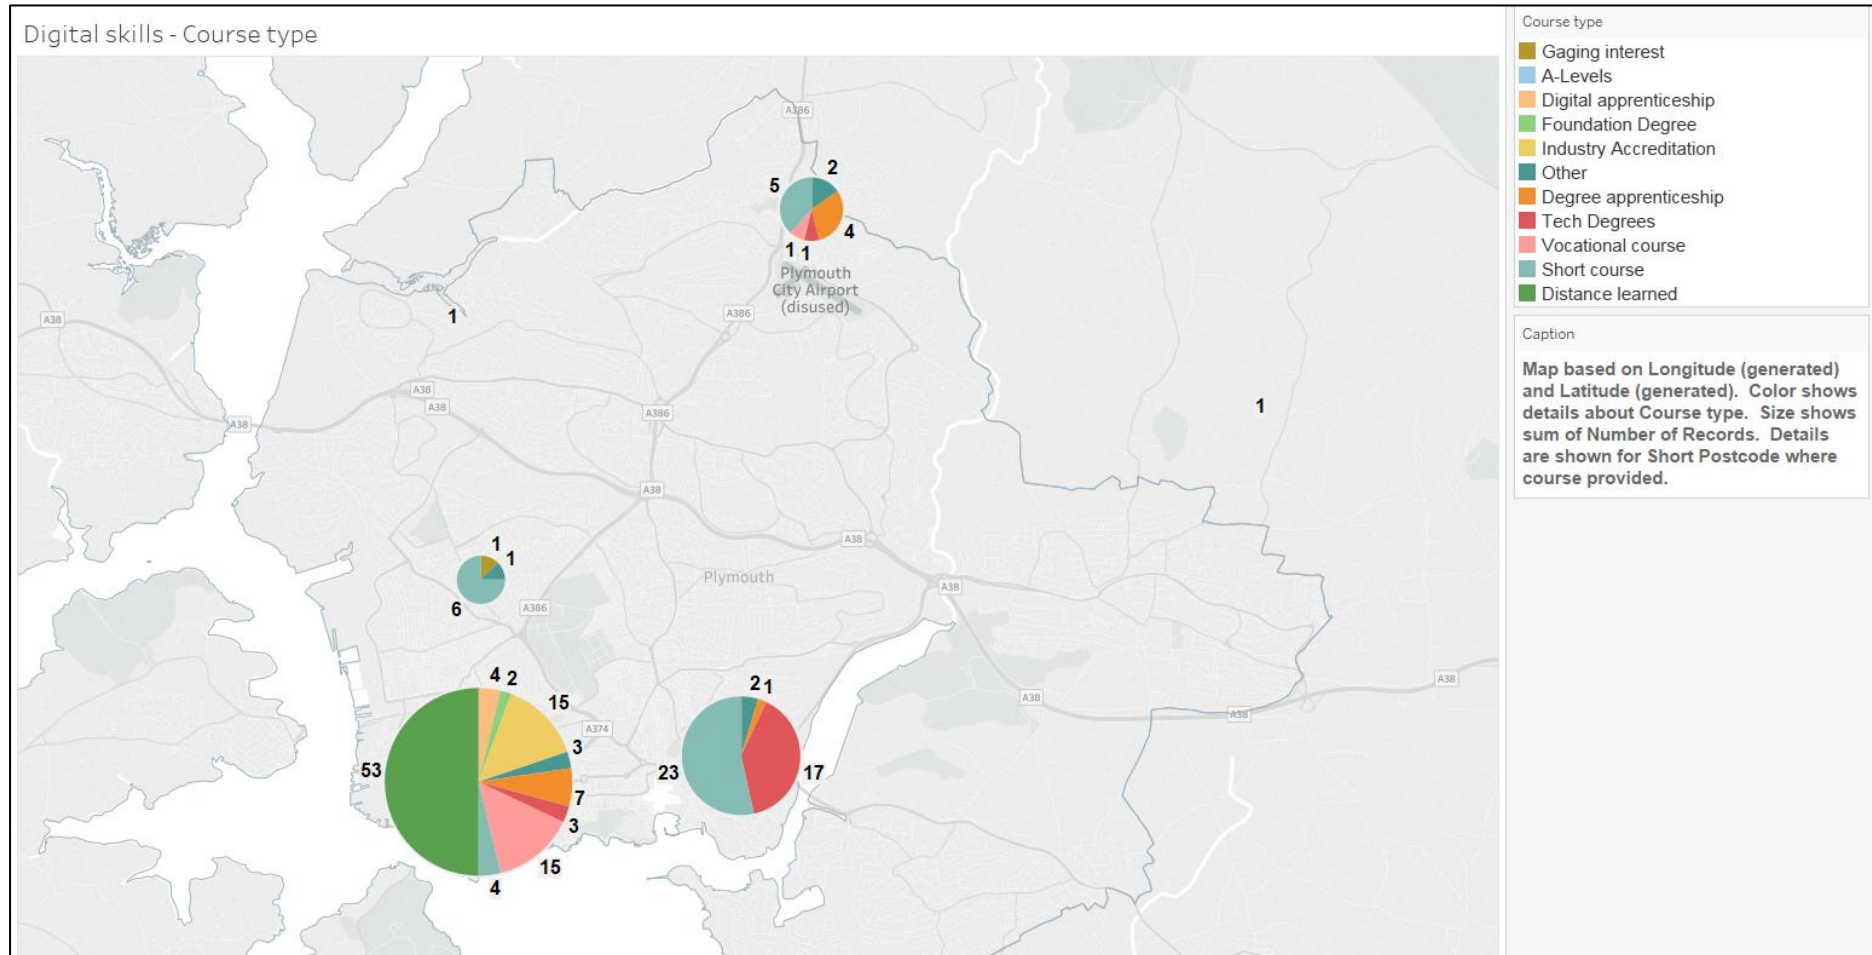 Digital skills - Course type
A386
2
5
4
1 1
Plymouth
City Airport
(disused)
1
A38
A386
A38
A38
A38
A386
1
A38
A38
1
1
6
A386
Plymouth
A38
4 2
15
3
53
7
3
15
4
A374
2 1
23
17
A38
A38
A38
Course type
Gaging interest
A-Levels
Digital apprenticeship
Foundation Degree
Industry Accreditation
Other
Degree apprenticeship
Tech Degrees
Vocational course
Short course
Distance learned
Caption
Map based on Longitude (generated)
and Latitude (generated).  Color shows
details about Course type.  Size shows
sum of Number of Records.  Details
are shown for Short Postcode where
course provided.